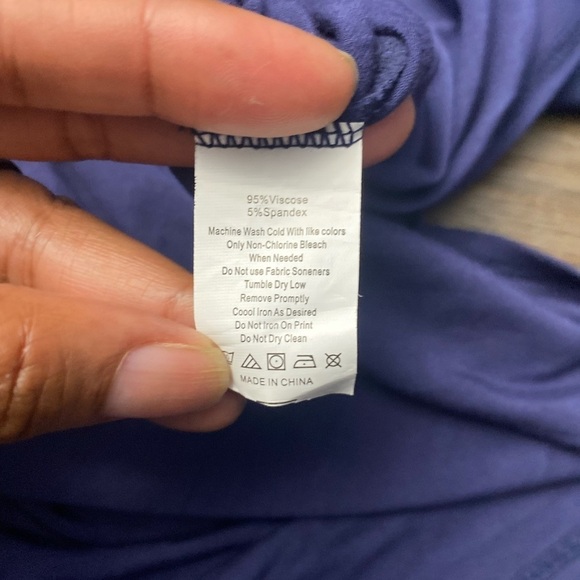 95%Viscose
5%Spandex
Machine Wash Cold With like colors
Only Non-Chlorine Bleach
When Needed
Do Not use Fabric Soneners
Tumble Dry Low
Remove Promptly
Coool Iron As Desired
Do Not Iron On Print
Do Not Dry Clean
MADE IN CHINA